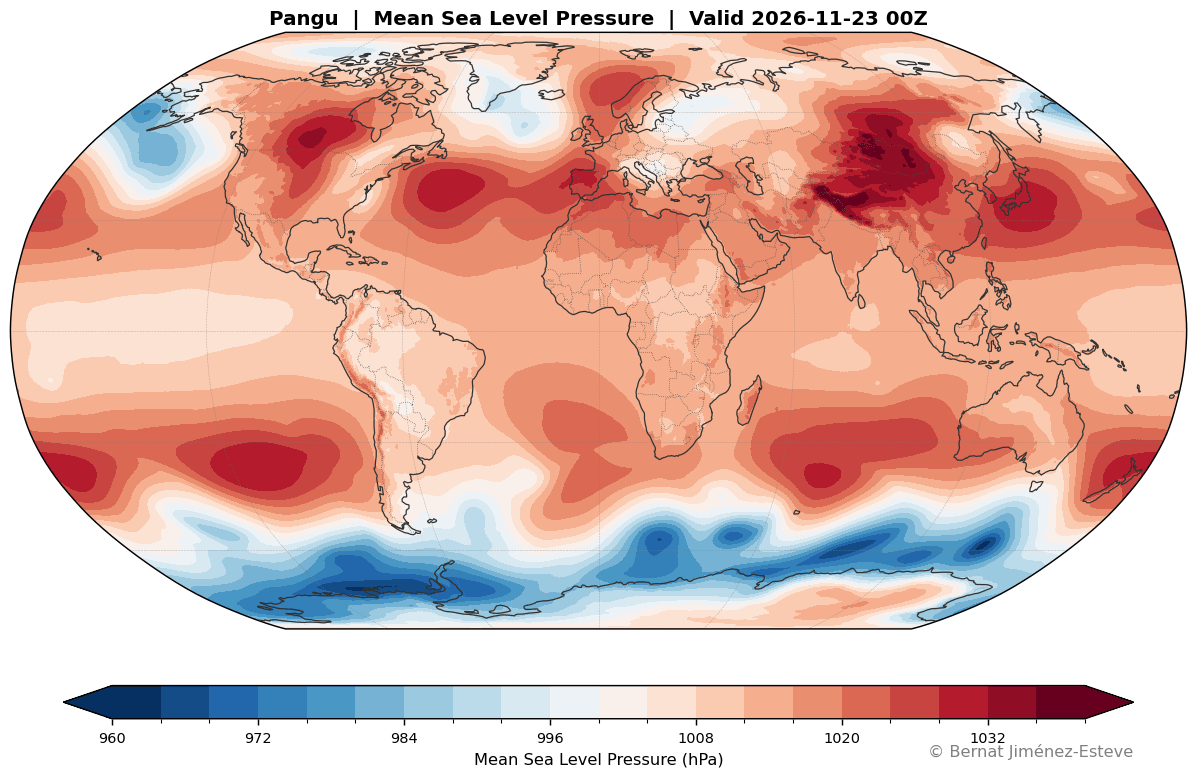 Pangu | Mean Sea Level Pressure | Valid 2026-11-23 00Z
960 972 984 996 1008 1020 1032
Mean Sea Level Pressure (hPa)
© Bernat Jiménez-Esteve